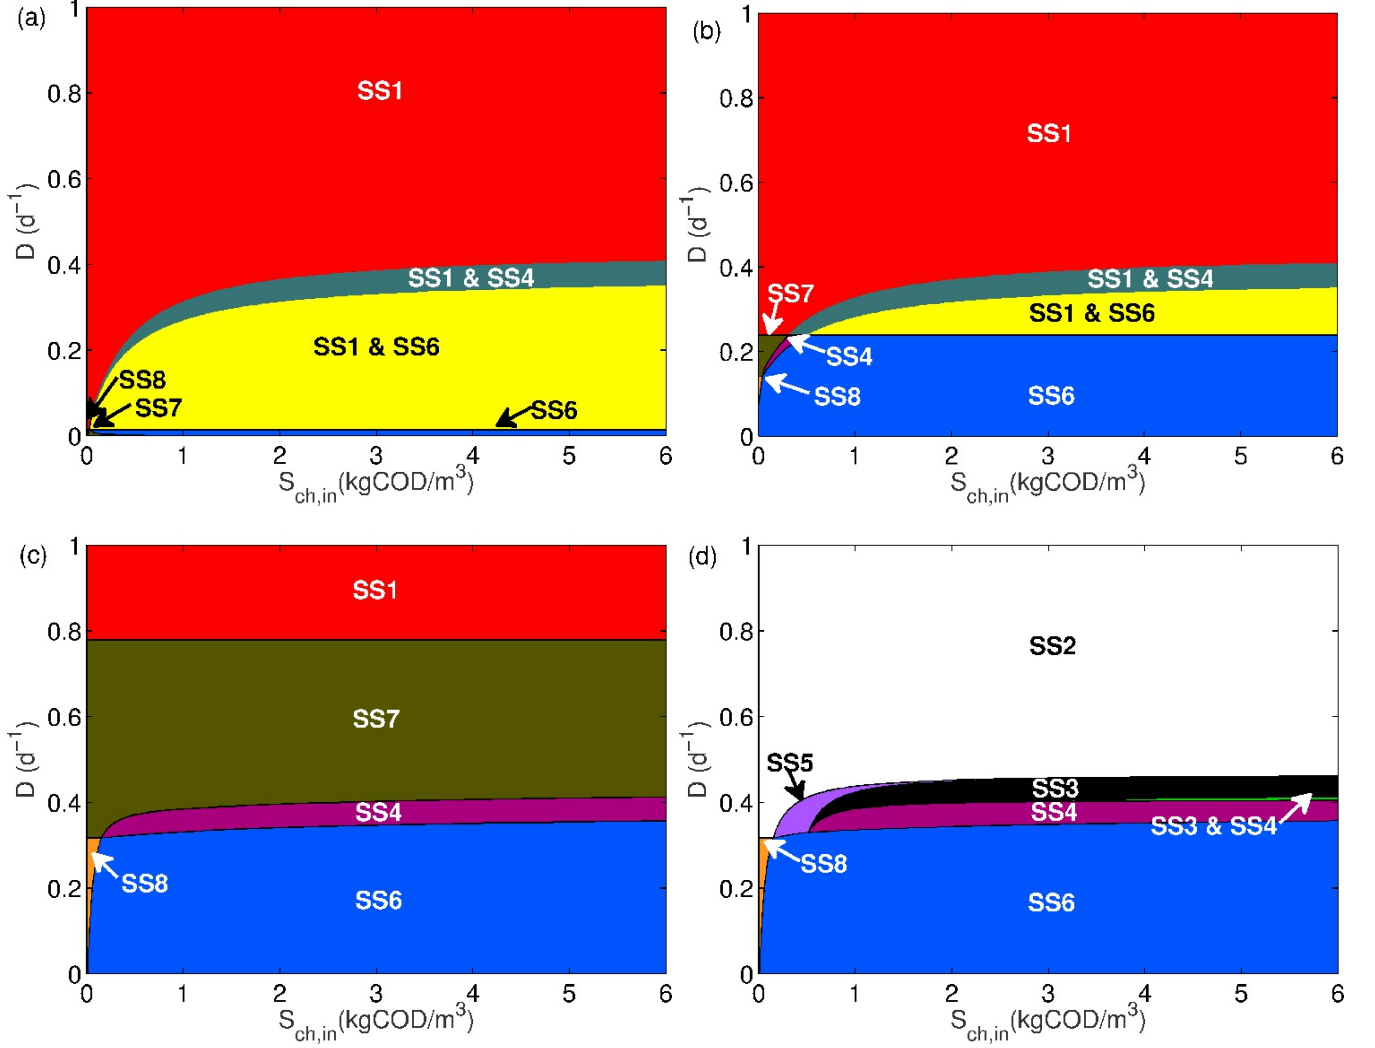 (a)
1
0.8
0.6
0.4
0.2
0
D (d⁻¹)
SS1
SS1 & SS4
SS1 & SS6
SS8
SS7
SS6
0 1 2 3 4 5 6
S_ch,in(kgCOD/m³)
(b)
1
0.8
0.6
0.4
0.2
0
D (d⁻¹)
SS1
SS7
SS1 & SS4
SS1 & SS6
SS4
SS8
SS6
0 1 2 3 4 5 6
S_ch,in(kgCOD/m³)
(c)
1
0.8
0.6
0.4
0.2
0
D (d⁻¹)
SS1
SS7
SS4
SS8
SS6
0 1 2 3 4 5 6
S_ch,in(kgCOD/m³)
(d)
1
0.8
0.6
0.4
0.2
0
D (d⁻¹)
SS2
SS5
SS3
SS4
SS3 & SS4
SS8
SS6
0 1 2 3 4 5 6
S_ch,in(kgCOD/m³)